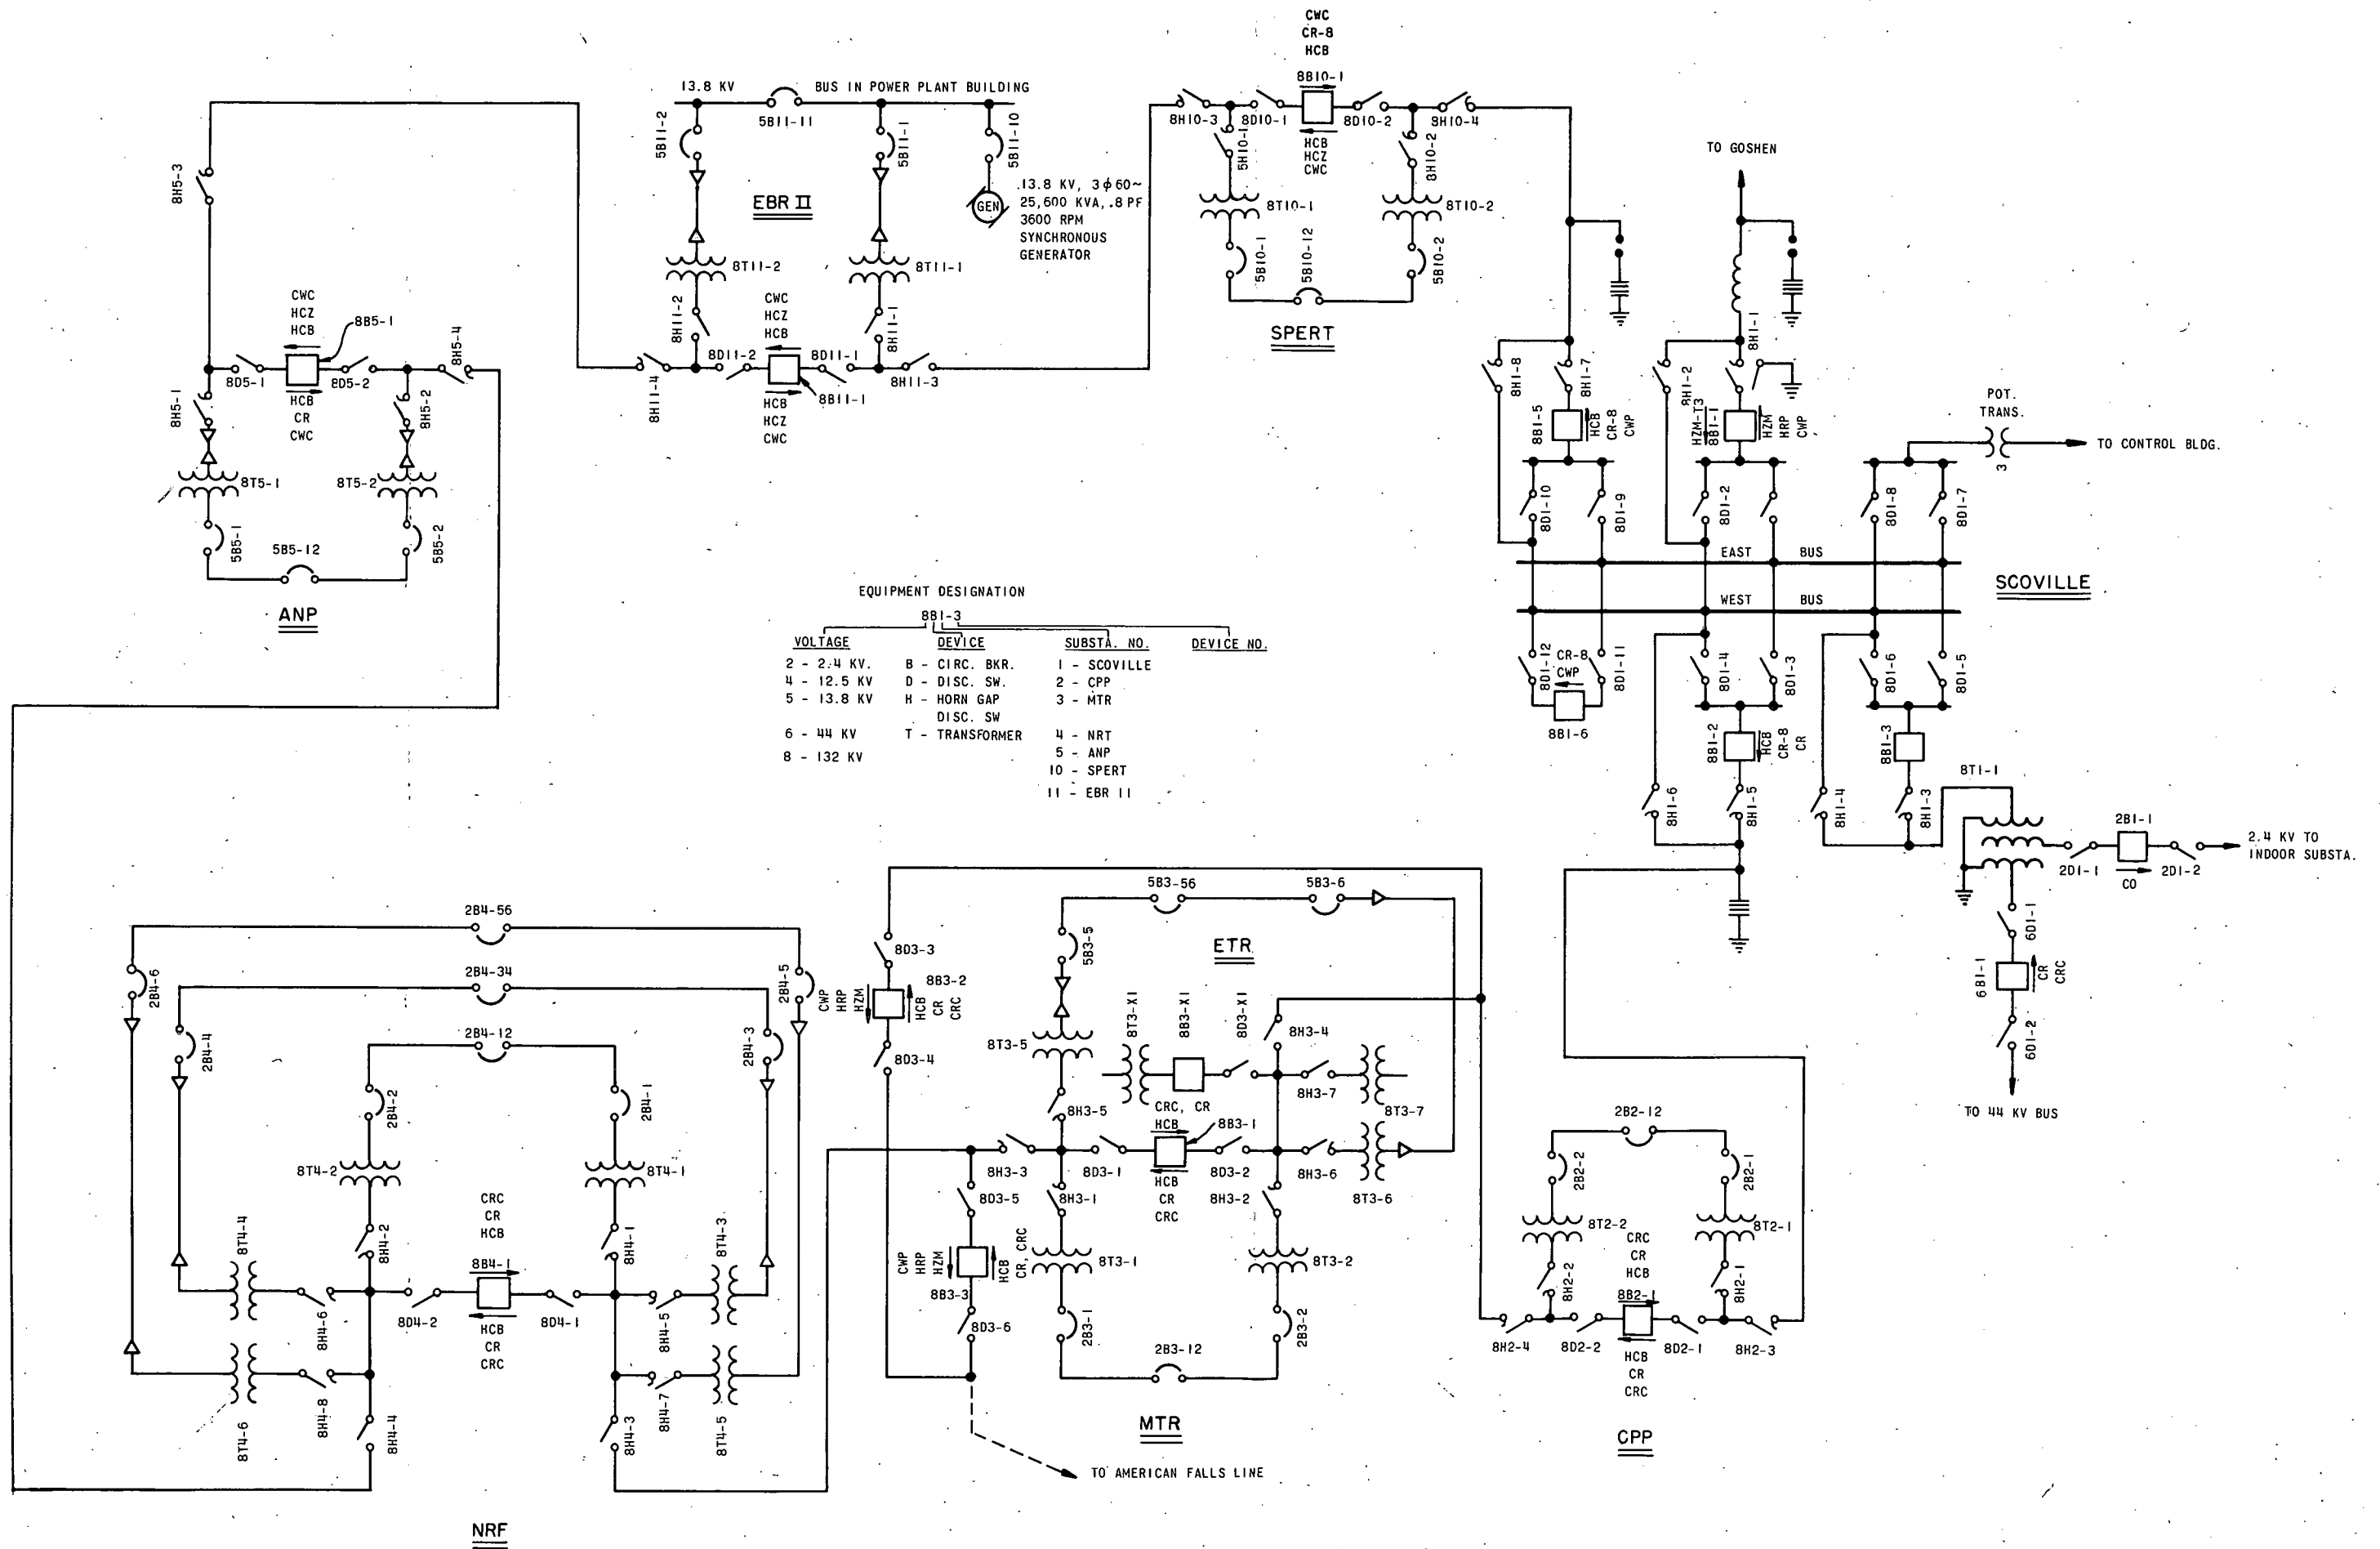 8H5-3
CWC
HCZ
HCB
8B5-1
8D5-1
8D5-2
8H5-4
HCB
CR
CWC
8H5-1
8H5-2
8T5-1
8T5-2
5B5-1
5B5-12
5B5-2
ANP
13.8 KV
BUS IN POWER PLANT BUILDING
5B11-2
5B11-11
5B11-1
5B11-10
EBR II
GEN
13.8 KV, 3ϕ60~
25,600 KVA, .8 PF
3600 RPM
SYNCHRONOUS
GENERATOR
8T11-2
8T11-1
8H11-2
CWC
HCZ
HCB
8H11-1
8D11-2
8D11-1
8H11-4
8B11-1
8H11-3
HCB
HCZ
CWC
CWC
CR-8
HCB
8B10-1
8H10-3
8D10-1
8D10-2
8H10-4
HCB
HCZ
CWC
5H10-1
8H10-2
8T10-1
8T10-2
5B10-1
5B10-12
5B10-2
SPERT
TO GOSHEN
8H1-8
8H1-7
8H1-2
8H1-1
8B1-5
HCB
CR-8
CWP
HZM-T3
8B1-1
HZM
HRP
CWP
POT.
TRANS.
3
TO CONTROL BLDG.
8D1-10
8D1-9
8D1-2
8D1-8
8D1-7
EAST BUS
WEST BUS
SCOVILLE
8D1-12
CR-8
CWP
8D1-11
8B1-6
8D1-4
8D1-3
8D1-6
8D1-5
8B1-2
HCB
CR-8
CR
8B1-3
8H1-6
8H1-5
8H1-4
8H1-3
8T1-1
2B1-1
2D1-1
CO
2D1-2
2.4 KV TO
INDOOR SUBSTA.
6D1-1
6B1-1
CR
CRC
6D1-2
TO 44 KV BUS
EQUIPMENT DESIGNATION
8B1-3
VOLTAGE DEVICE SUBSTA. NO. DEVICE NO.
2 - 2.4 KV. B - CIRC. BKR. 1 - SCOVILLE
4 - 12.5 KV D - DISC. SW. 2 - CPP
5 - 13.8 KV H - HORN GAP 3 - MTR
DISC. SW
6 - 44 KV T - TRANSFORMER 4 - NRT
8 - 132 KV 5 - ANP
10 - SPERT
11 - EBR 11
2B4-56
2B4-6
2B4-34
2B4-5
2B4-4
2B4-12
2B4-3
2B4-2
2B4-1
8T4-2
8T4-1
CRC
CR
HCB
8H4-2
8H4-1
8T4-4
8T4-3
8B4-1
8H4-6
8D4-2
HCB
CR
CRC
8D4-1
8H4-5
8T4-6
8H4-8
8H4-4
8H4-3
8H4-7
8T4-5
NRF
8D3-3
8B3-2
CWP
HRP
HZM
HCB
CR
CRC
8D3-4
5B3-56
5B3-6
5B3-5
ETR
8T3-X1
8B3-X1
8D3-X1
8H3-4
8T3-5
8H3-7
8H3-5
8T3-7
CRC, CR
HCB
8B3-1
8H3-3
8D3-1
8D3-2
8H3-6
8T3-6
HCB
CR
CRC
8D3-5
8H3-1
8H3-2
CWP
HRP
HZM
HCB
CR, CRC
8B3-3
8D3-6
8T3-1
8T3-2
2B3-1
2B3-12
2B3-2
MTR
TO AMERICAN FALLS LINE
2B2-12
2B2-2
2B2-1
8T2-2
8T2-1
CRC
CR
HCB
8H2-2
8H2-1
8B2-1
8H2-4
8D2-2
8D2-1
8H2-3
HCB
CR
CRC
CPP